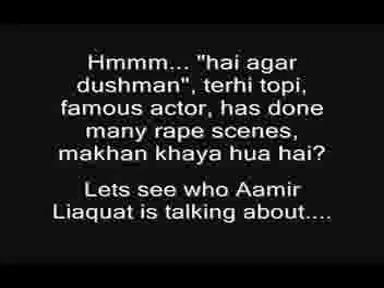 Hmmm... "hai agar
dushman", terhi topi,
famous actor, has done
many rape scenes,
makhan khaya hua hai?
Lets see who Aamir
Liaquat is talking about....